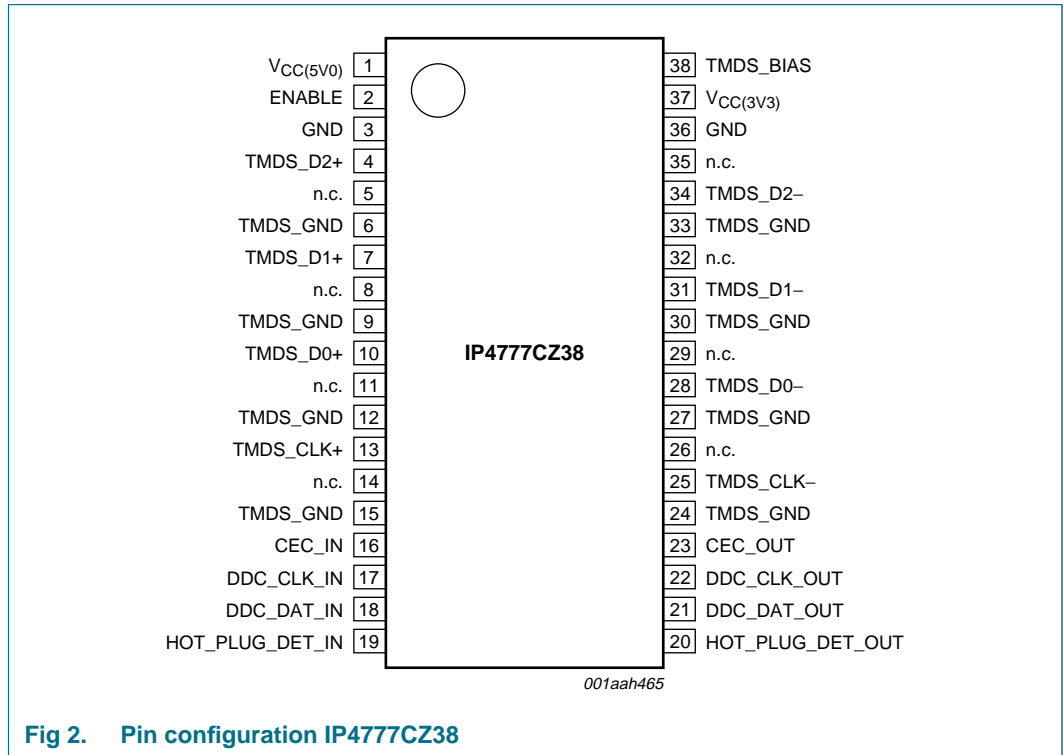 VCC(5V0) 1 38 TMDS_BIAS
ENABLE 2 37 VCC(3V3)
GND 3 36 GND
TMDS_D2+ 4 35 n.c.
n.c. 5 34 TMDS_D2−
TMDS_GND 6 33 TMDS_GND
TMDS_D1+ 7 32 n.c.
n.c. 8 31 TMDS_D1−
TMDS_GND 9 30 TMDS_GND
TMDS_D0+ 10 IP4777CZ38 29 n.c.
n.c. 11 28 TMDS_D0−
TMDS_GND 12 27 TMDS_GND
TMDS_CLK+ 13 26 n.c.
n.c. 14 25 TMDS_CLK−
TMDS_GND 15 24 TMDS_GND
CEC_IN 16 23 CEC_OUT
DDC_CLK_IN 17 22 DDC_CLK_OUT
DDC_DAT_IN 18 21 DDC_DAT_OUT
HOT_PLUG_DET_IN 19 20 HOT_PLUG_DET_OUT
001aah465
Fig 2. Pin configuration IP4777CZ38